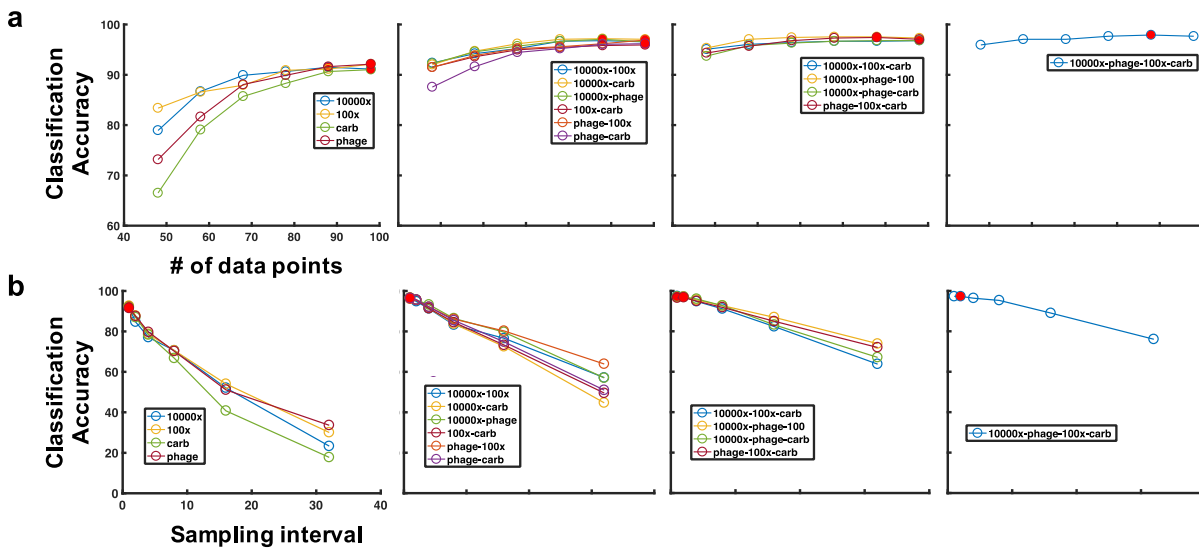 a
Classification
Accuracy
100
90
80
70
60
40
50
60
70
80
90
100
# of data points
10000x
100x
carb
phage
10000x-100x
10000x-carb
10000x-phage
100x-carb
phage-100x
phage-carb
10000x-100x-carb
10000x-phage-100
10000x-phage-carb
phage-100x-carb
10000x-phage-100x-carb
b
Classification
Accuracy
100
80
60
40
20
0
0
10
20
30
40
Sampling interval
10000x
100x
carb
phage
10000x-100x
10000x-carb
10000x-phage
100x-carb
phage-100x
phage-carb
10000x-100x-carb
10000x-phage-100
10000x-phage-carb
phage-100x-carb
10000x-phage-100x-carb